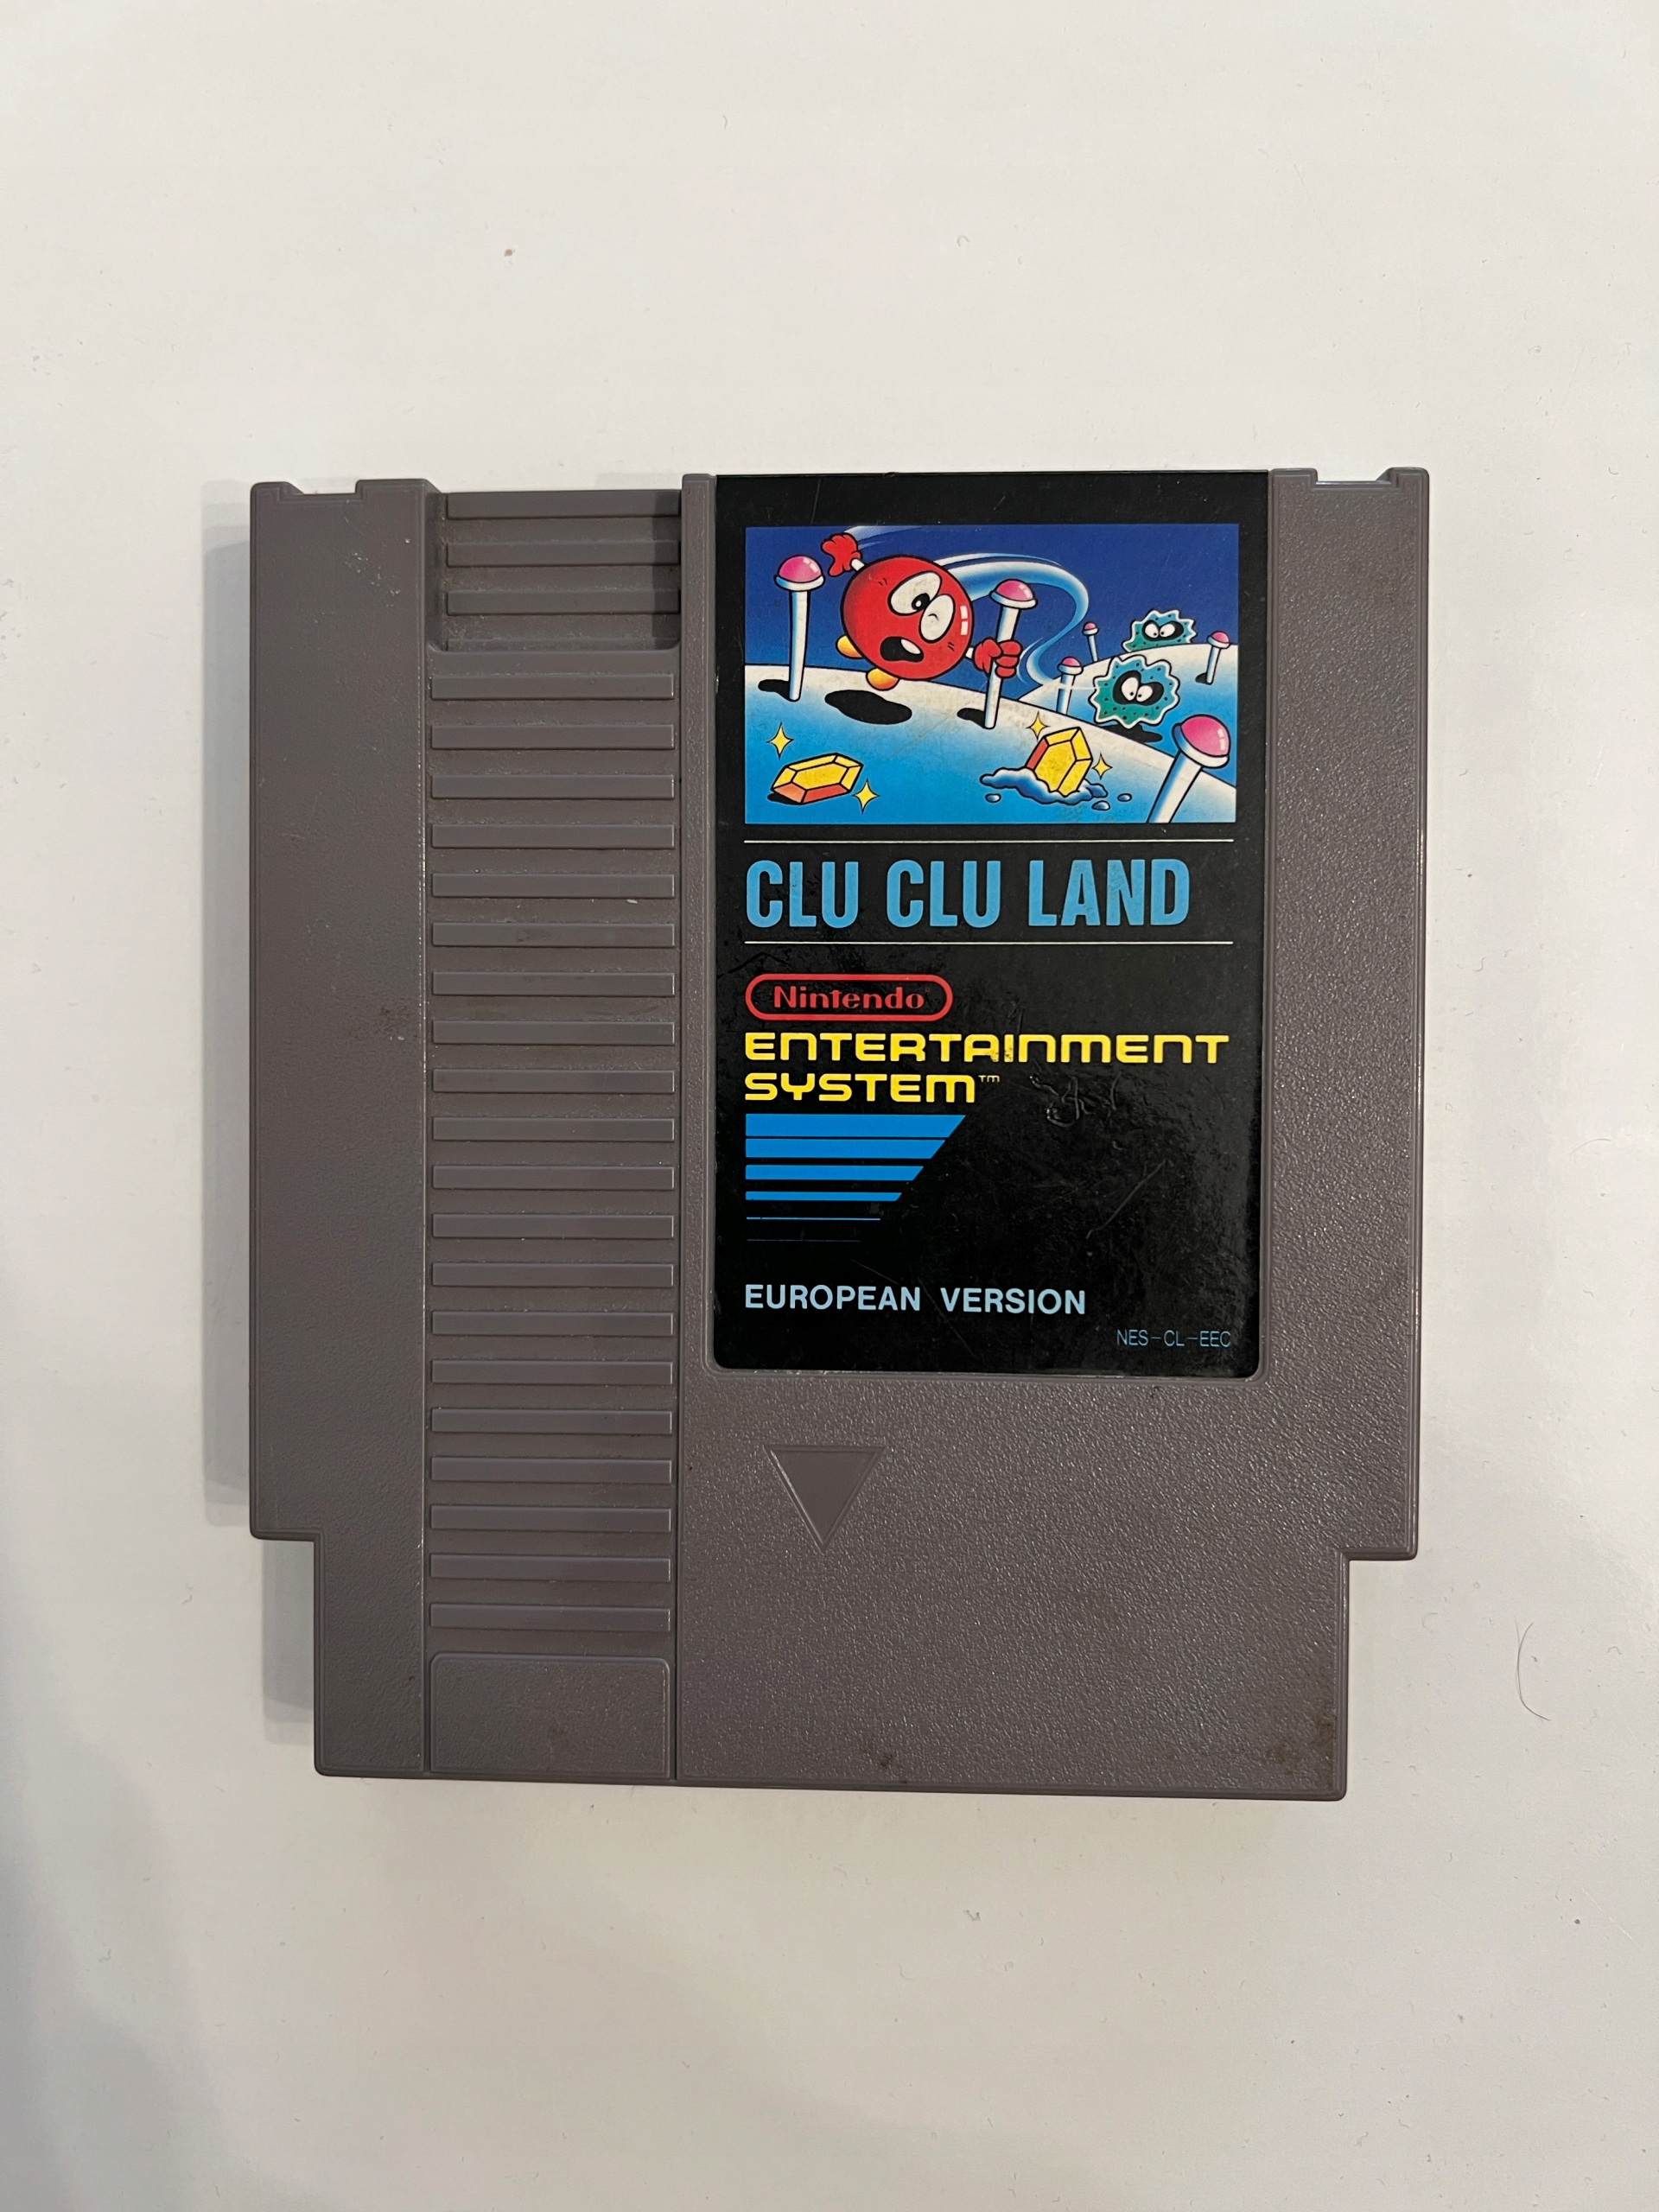 CLU CLU LAND
Nintendo
ENTERTAINMENT
SYSTEM™
EUROPEAN VERSION
NES-CL-EEC